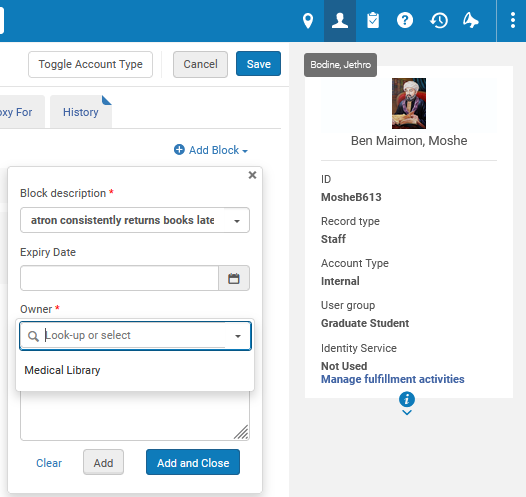 Toggle Account Type
Cancel
Save
Bodine, Jethro
oxy For
History
Add Block
Ben Maimon, Moshe
ID
MosheB613
Record type
Staff
Account Type
Internal
User group
Graduate Student
Identity Service
Not Used
Manage fulfillment activities
Block description *
atron consistently returns books late
Expiry Date
Owner *
Look-up or select
Medical Library
Clear
Add
Add and Close